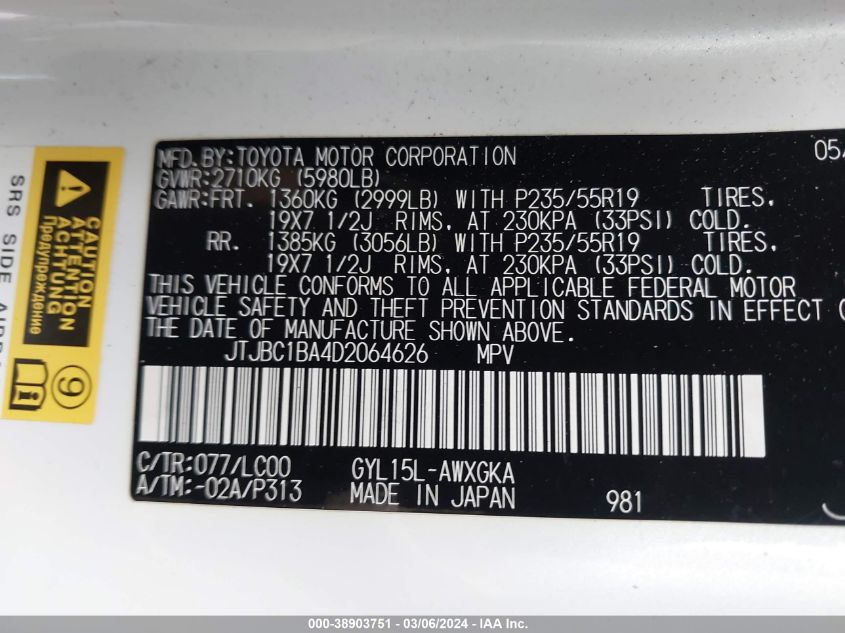 MFD. BY: TOYOTA MOTOR CORPORATION 05/
GVWR: 2710KG (5980LB)
GAWR: FRT. 1360KG (2999LB) WITH P235/55R19 TIRES,
19X7 1/2J RIMS, AT 230KPA (33PSI) COLD.
RR. 1385KG (3056LB) WITH P235/55R19 TIRES,
19X7 1/2J RIMS, AT 230KPA (33PSI) COLD.
THIS VEHICLE CONFORMS TO ALL APPLICABLE FEDERAL MOTOR
VEHICLE SAFETY AND THEFT PREVENTION STANDARDS IN EFFECT
THE DATE OF MANUFACTURE SHOWN ABOVE.
JTJBC1BA4D2064626 MPV
C/TR: 077/LC00 GYL15L-AWXGKA
A/TM: -02A/P313 MADE IN JAPAN 981
CAUTION
ATTENTION
ACHTUNG
Предупреждение
9
SRS SIDE
000-38903751 - 03/06/2024 - IAA Inc.